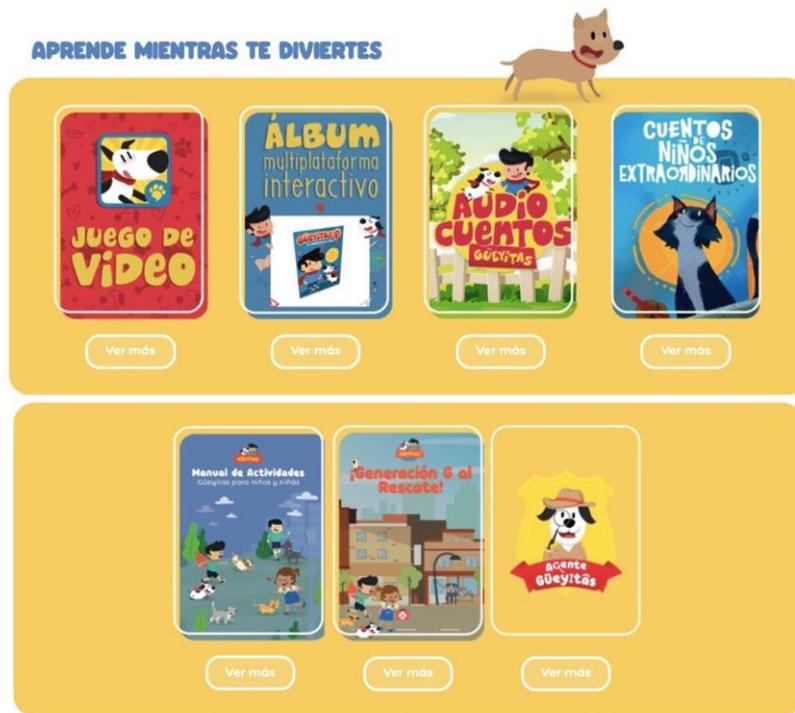 APRENDE MIENTRAS TE DIVIERTES
JUEGO DE
VIDEO
ÁLBUM
multiplataforma
interactivo
GÜEYITAS
AUDIO
CUENTOS
GÜEYITAS
CUENTOS
DE
NIÑOS
EXTRAORDINARIOS
Ver más
Ver más
Ver más
Ver más
Manual de Actividades
Güeyitas para niños y niñas
¡Generación G al
Rescate!
AGENTE
GÜEYITAS
Ver más
Ver más
Ver más